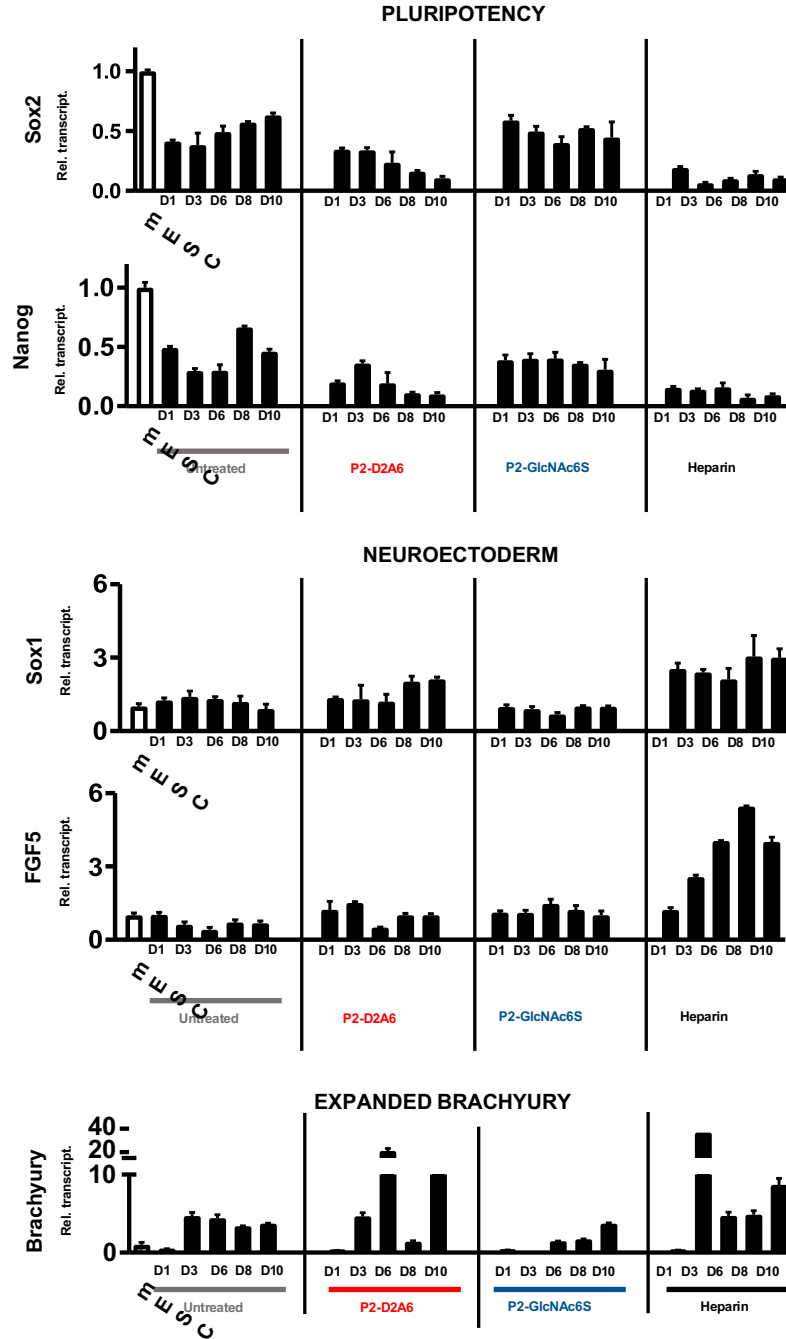 PLURIPOTENCY
Sox2
Rel. transcript.
1.0
0.5
0.0
D1 D3 D6 D8 D10
D1 D3 D6 D8 D10
D1 D3 D6 D8 D10
D1 D3 D6 D8 D10
mESC
Nanog
Rel. transcript.
1.0
0.5
0.0
D1 D3 D6 D8 D10
D1 D3 D6 D8 D10
D1 D3 D6 D8 D10
D1 D3 D6 D8 D10
mESC
Untreated
P2-D2A6
P2-GlcNAc6S
Heparin
NEUROECTODERM
Sox1
Rel. transcript.
6
3
0
D1 D3 D6 D8 D10
D1 D3 D6 D8 D10
D1 D3 D6 D8 D10
D1 D3 D6 D8 D10
mESC
FGF5
Rel. transcript.
6
3
0
D1 D3 D6 D8 D10
D1 D3 D6 D8 D10
D1 D3 D6 D8 D10
D1 D3 D6 D8 D10
mESC
Untreated
P2-D2A6
P2-GlcNAc6S
Heparin
EXPANDED BRACHYURY
Brachyury
Rel. transcript.
40
20
10
0
D1 D3 D6 D8 D10
D1 D3 D6 D8 D10
D1 D3 D6 D8 D10
D1 D3 D6 D8 D10
mESC
Untreated
P2-D2A6
P2-GlcNAc6S
Heparin